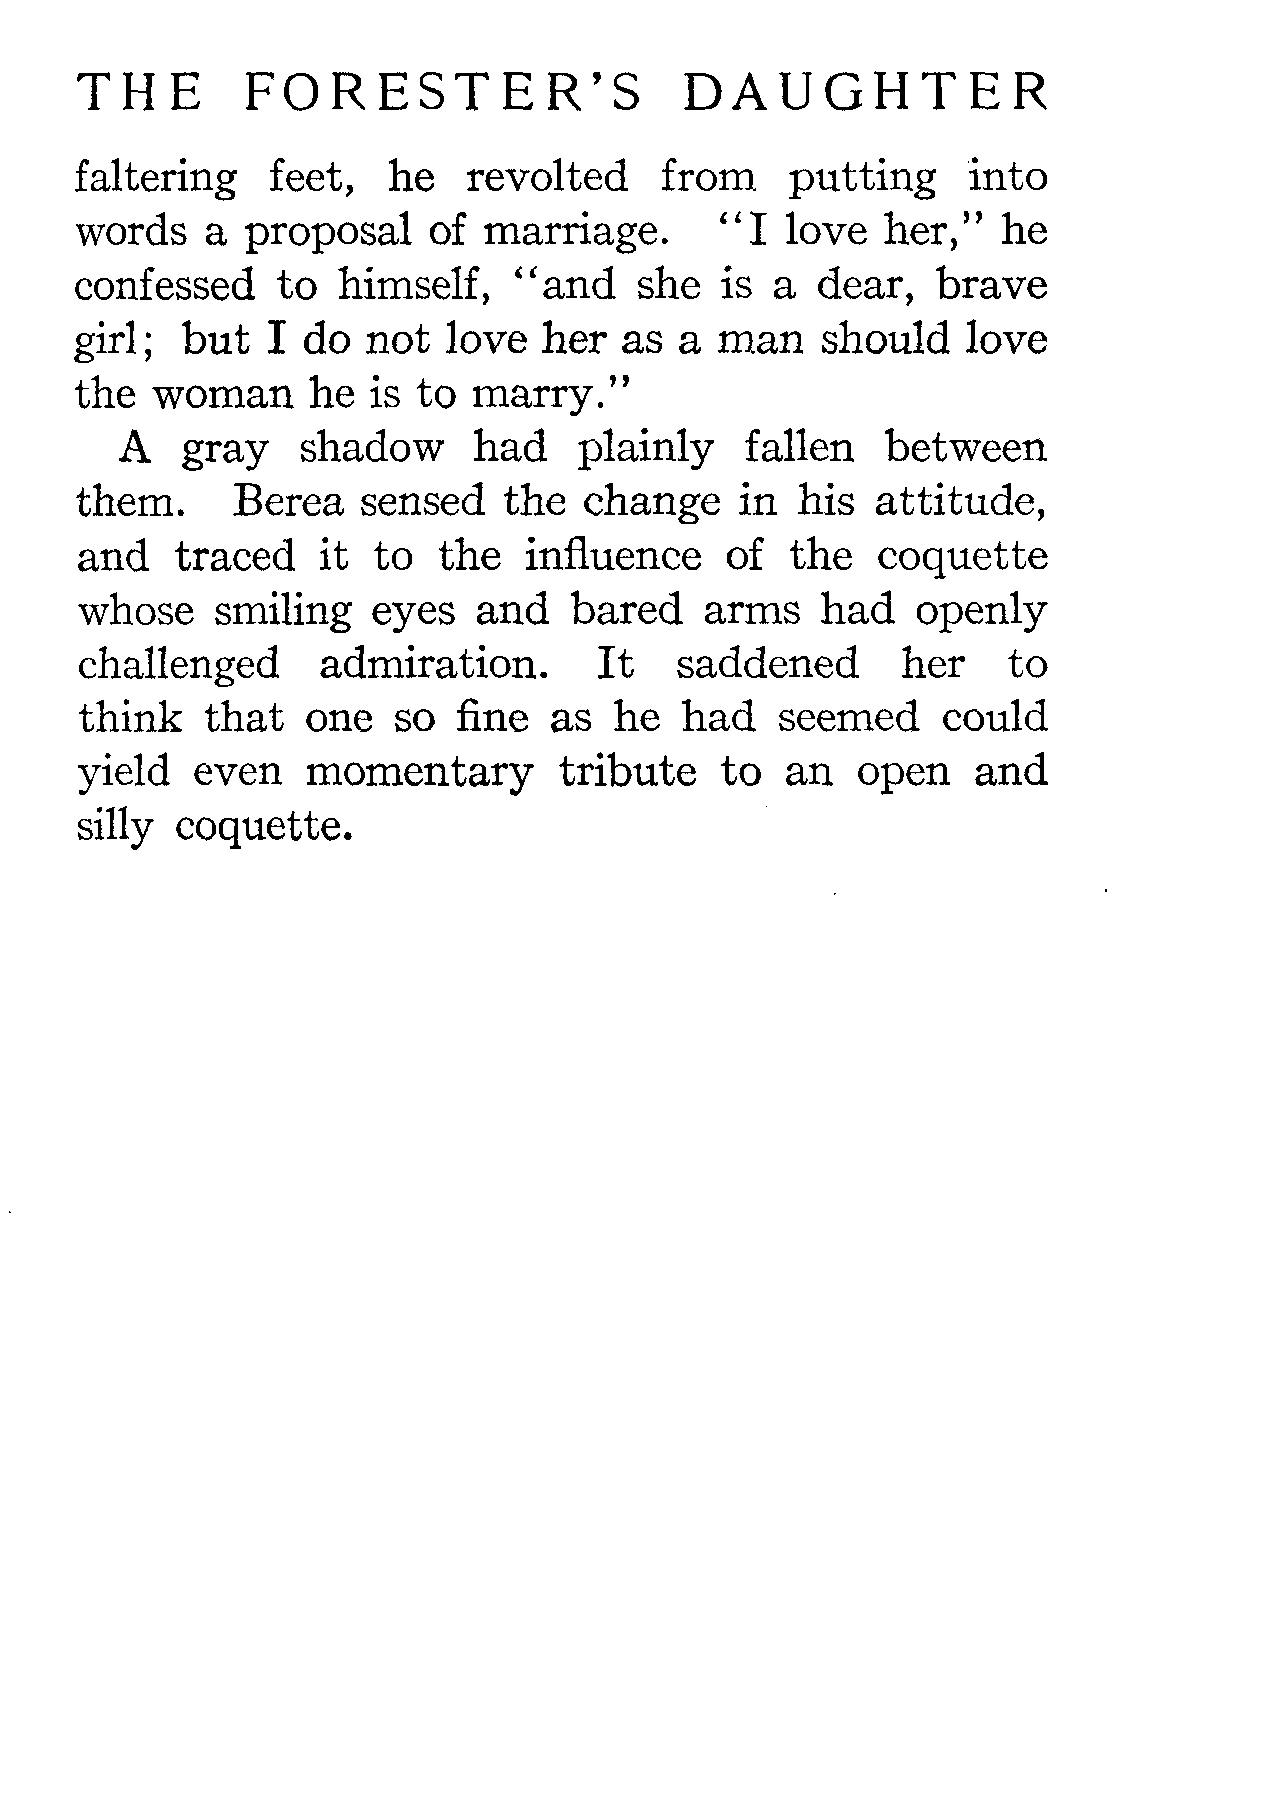 THE FORESTER'S DAUGHTER
faltering feet, he revolted from putting into
words a proposal of marriage. "I love her," he
confessed to himself, "and she is a dear, brave
girl; but I do not love her as a man should love
the woman he is to marry."
A gray shadow had plainly fallen between
them. Berea sensed the change in his attitude,
and traced it to the influence of the coquette
whose smiling eyes and bared arms had openly
challenged admiration. It saddened her to
think that one so fine as he had seemed could
yield even momentary tribute to an open and
silly coquette.